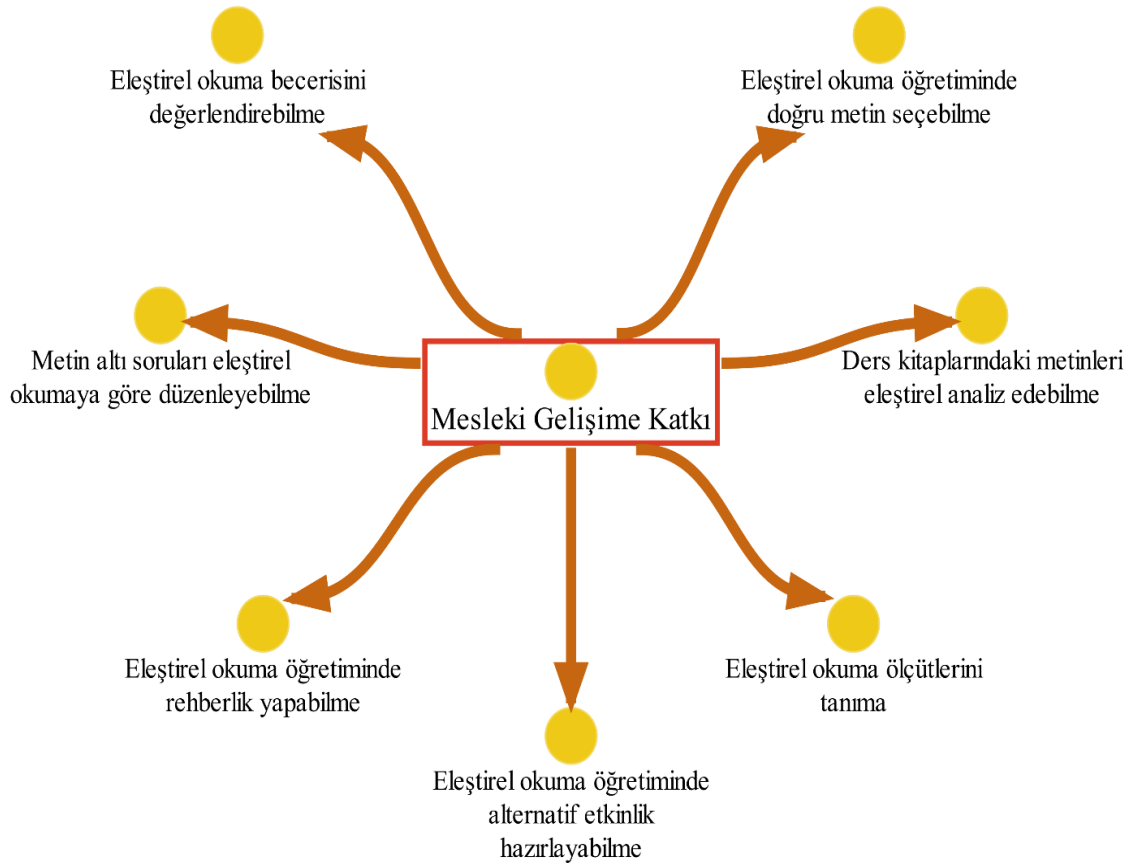 Eleştirel okuma becerisini
değerlendirebilme
Eleştirel okuma öğretiminde
doğru metin seçebilme
Metin altı soruları eleştirel
okumaya göre düzenleyebilme
Ders kitaplarındaki metinleri
eleştirel analiz edebilme
Mesleki Gelişime Katkı
Eleştirel okuma öğretiminde
rehberlik yapabilme
Eleştirel okuma ölçütlerini
tanıma
Eleştirel okuma öğretiminde
alternatif etkinlik
hazırlayabilme